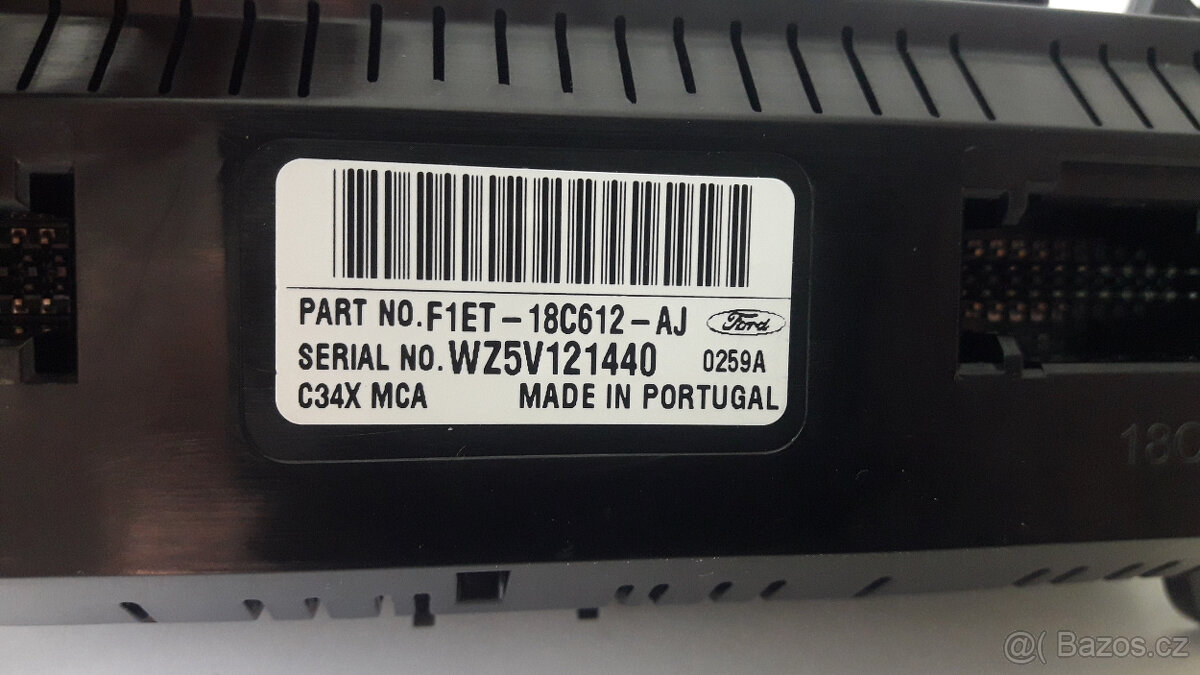 PART NO. F1ET-18C612-AJ Ford
SERIAL NO. WZ5V121440 0259A
C34X MCA MADE IN PORTUGAL
18C
@( Bazos.cz